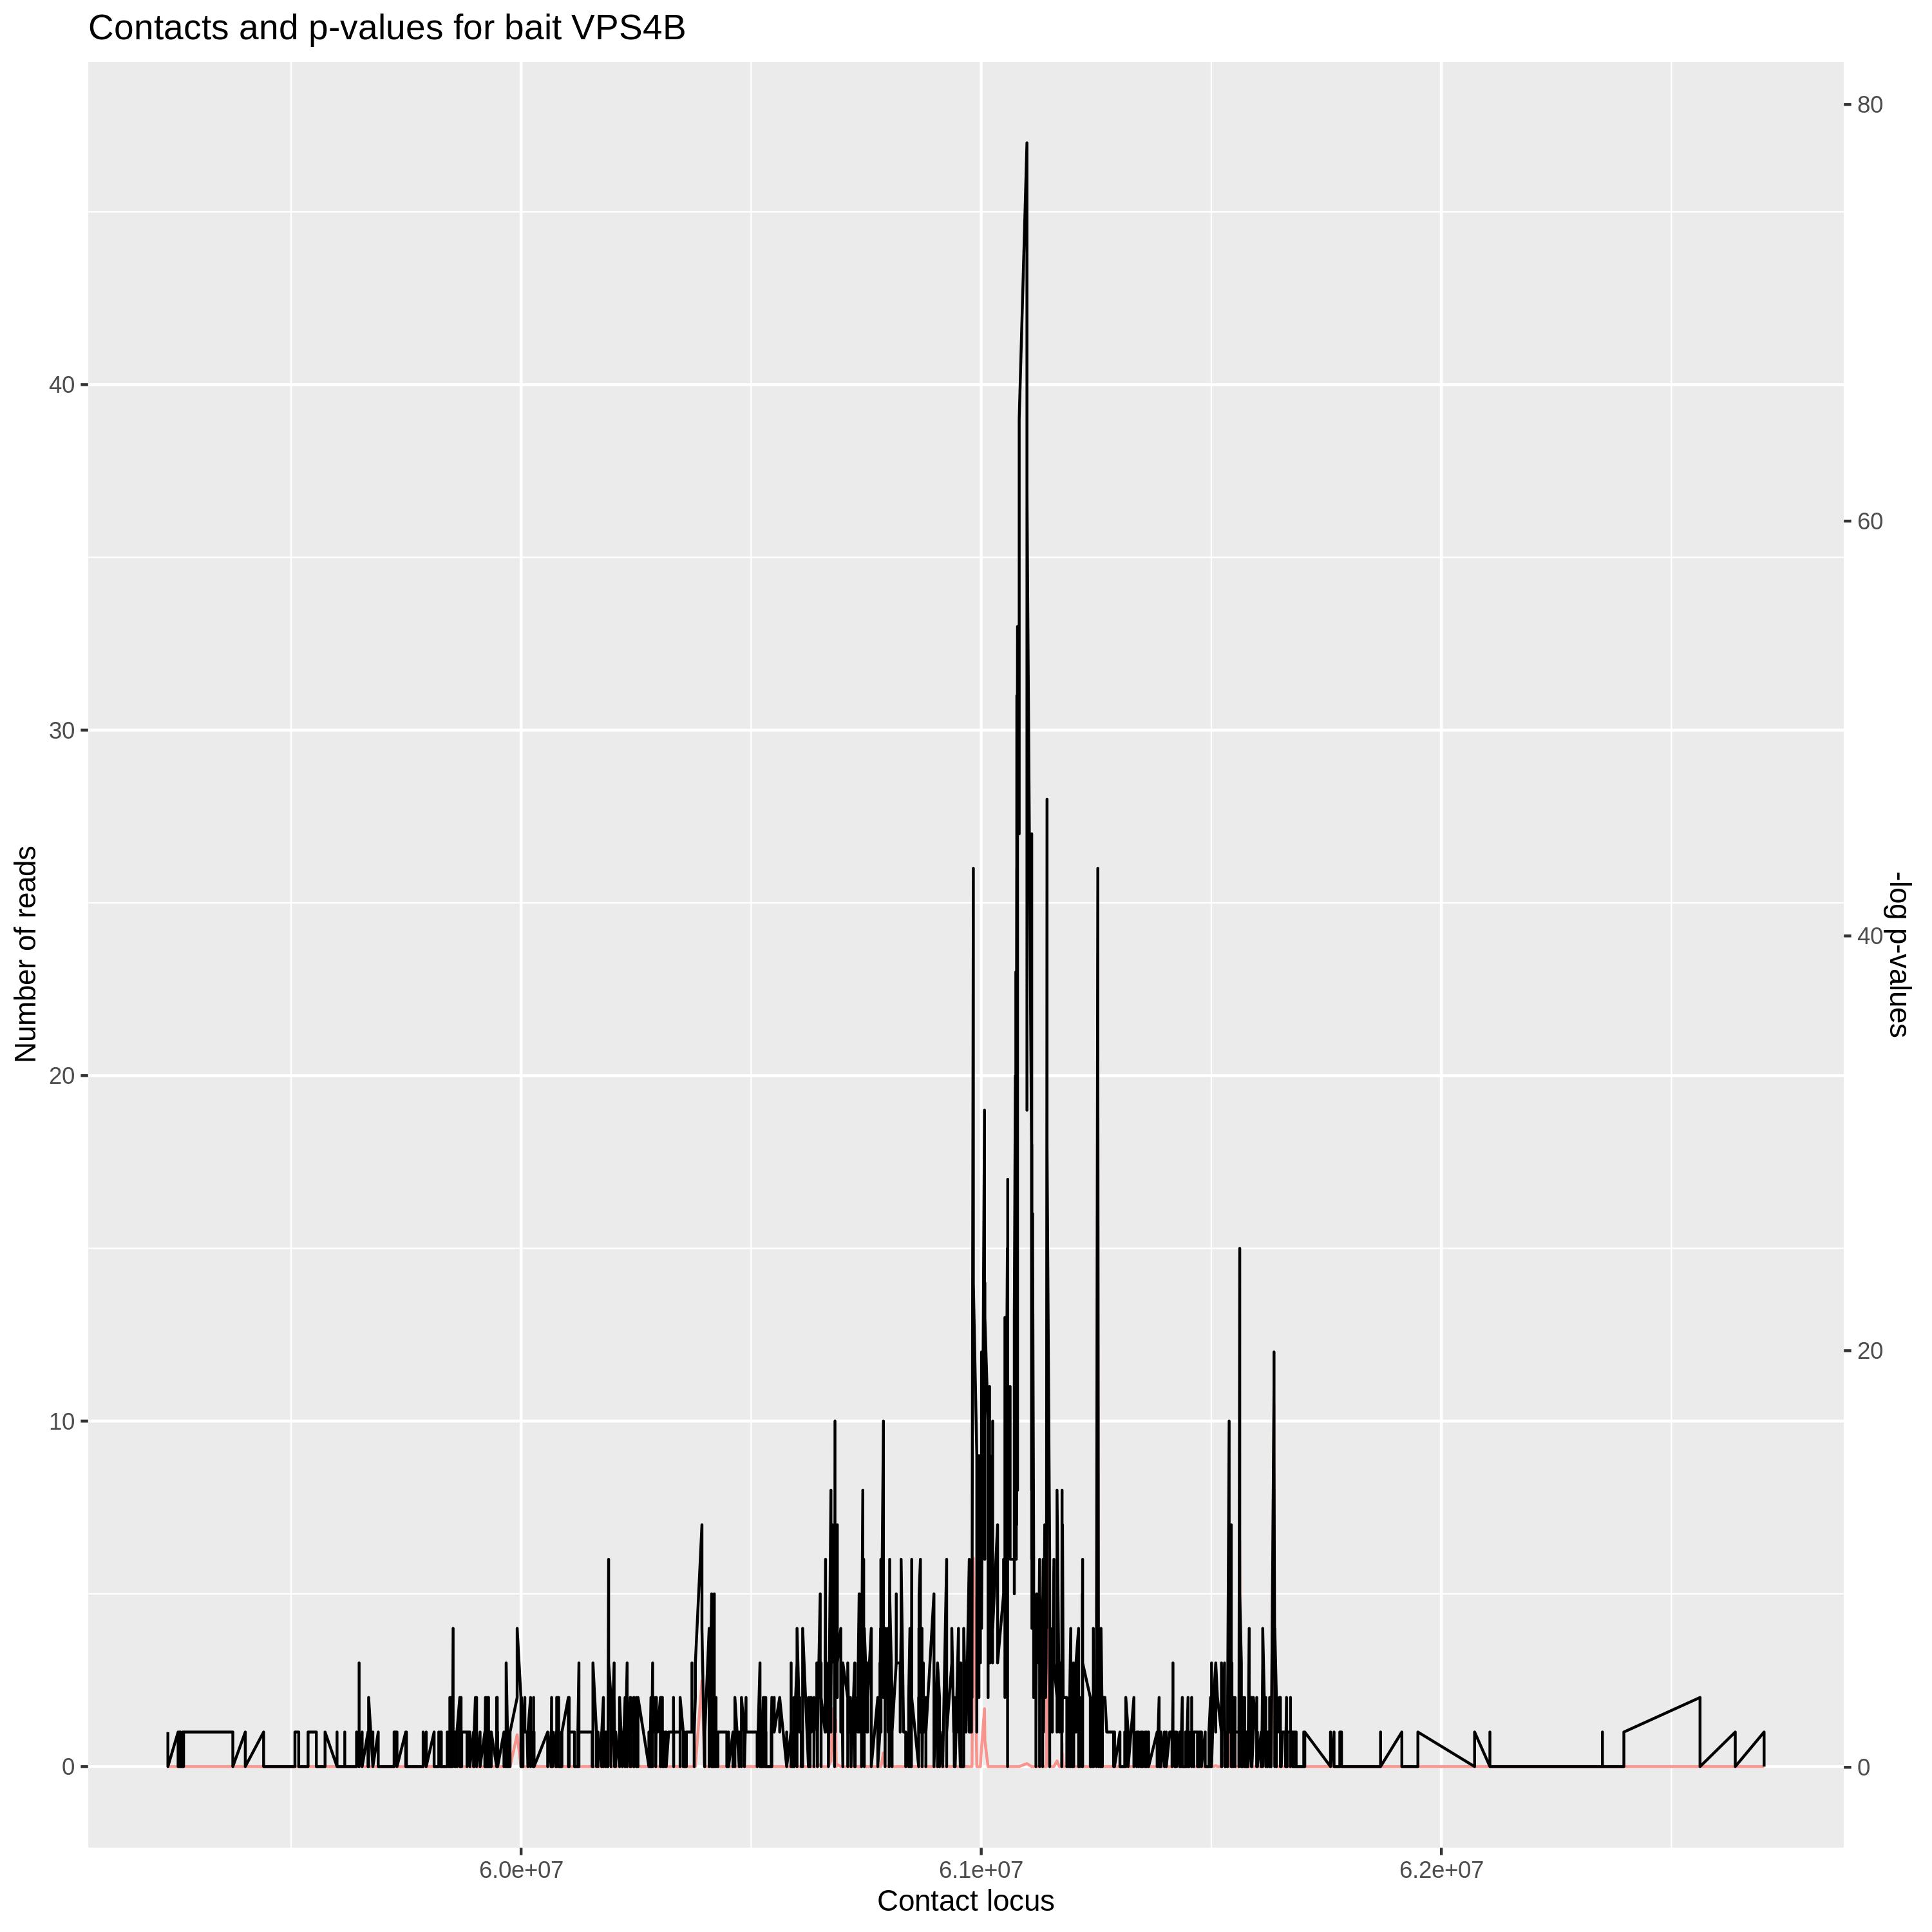 Contacts and p-values for bait VPS4B
Number of reads
40
30
20
10
0
80
60
40
20
0
-log p-values
6.0e+07 6.1e+07 6.2e+07
Contact locus